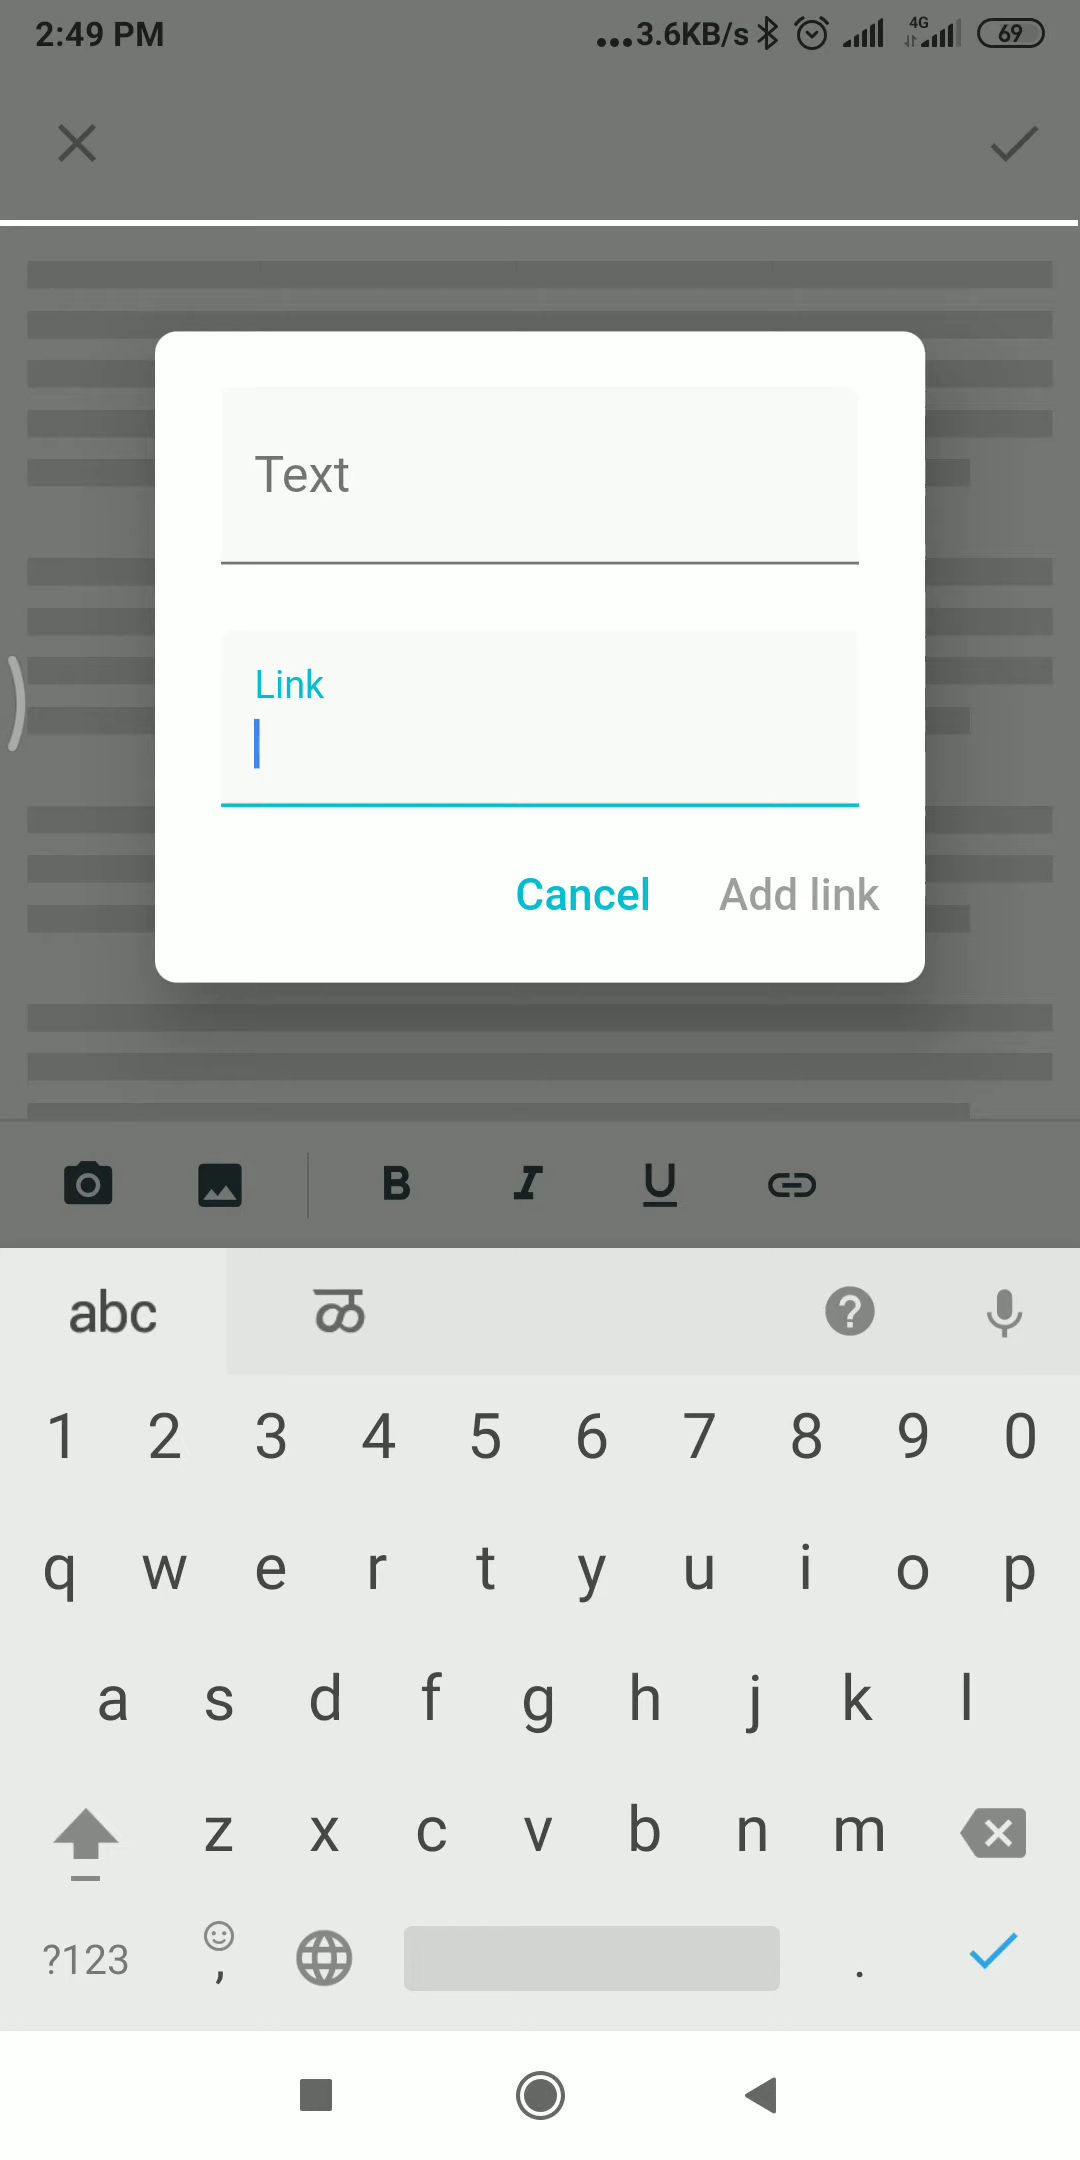 2:49 PM ...3.6KB/s 4G 69
Text
Link
Cancel Add link
B I U
abc ळ ?
1 2 3 4 5 6 7 8 9 0
q w e r t y u i o p
a s d f g h j k l
z x c v b n m
?123 , .